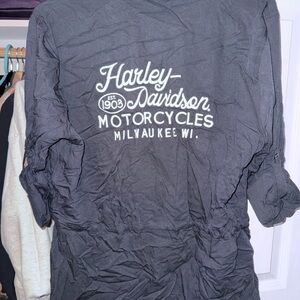 Harley-
EST 1903 Davidson
MOTORCYCLES
MILWAUKEE WI.